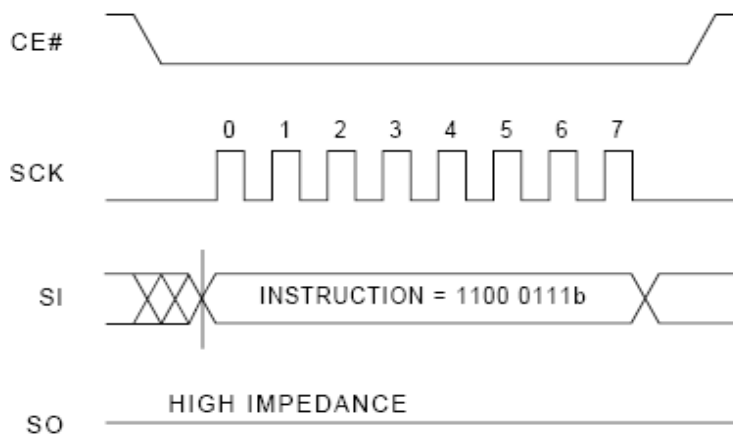 CE#
0 1 2 3 4 5 6 7
SCK
SI INSTRUCTION = 1100 0111b
HIGH IMPEDANCE
SO